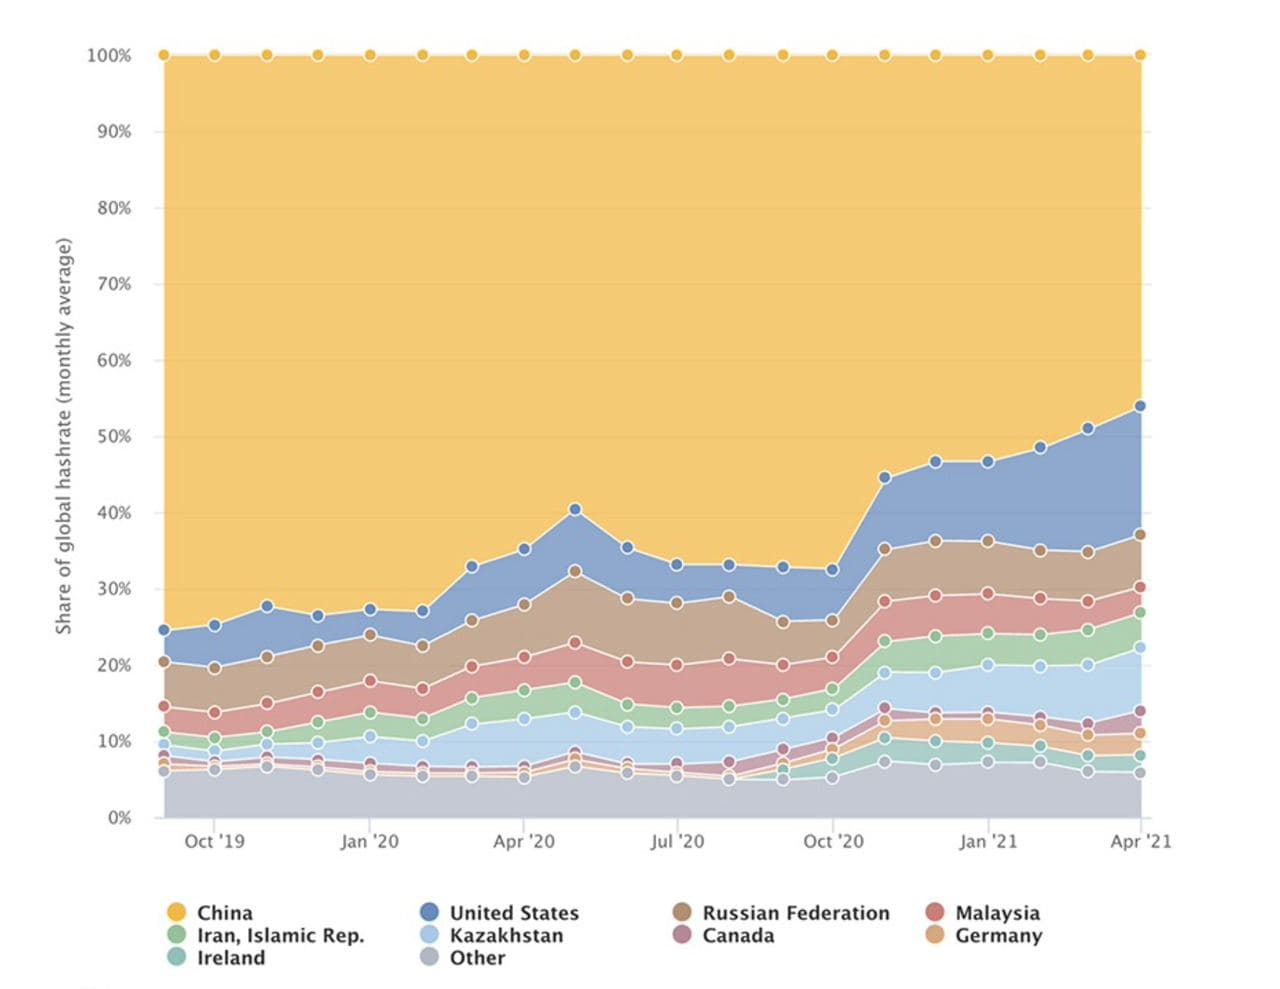 100%
90%
80%
70%
60%
50%
40%
30%
20%
10%
0%
Share of global hashrate (monthly average)
Oct '19 Jan '20 Apr '20 Jul '20 Oct '20 Jan '21 Apr '21
China United States Russian Federation Malaysia
Iran, Islamic Rep. Kazakhstan Canada Germany
Ireland Other